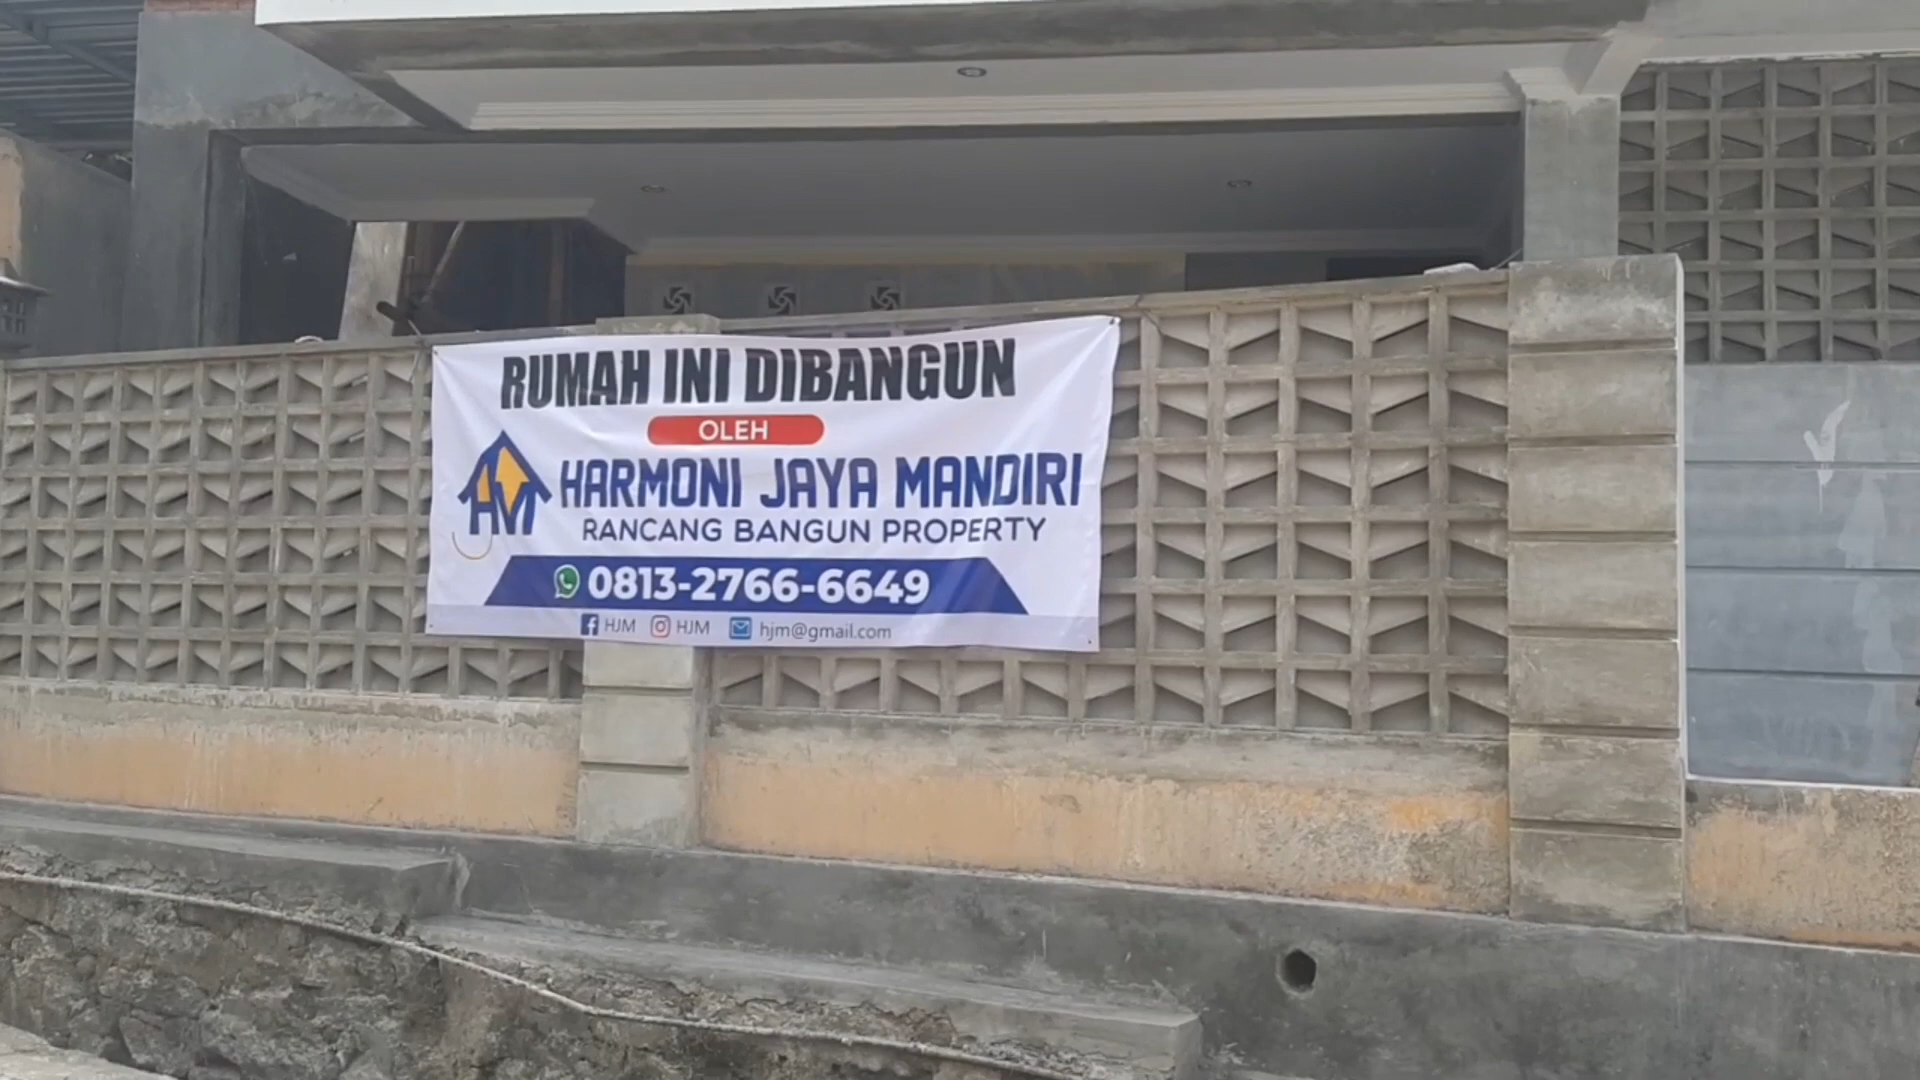 RUMAH INI DIBANGUN
OLEH
HARMONI JAYA MANDIRI
RANCANG BANGUN PROPERTY
0813-2766-6649
HJM HJM hjm@gmail.com